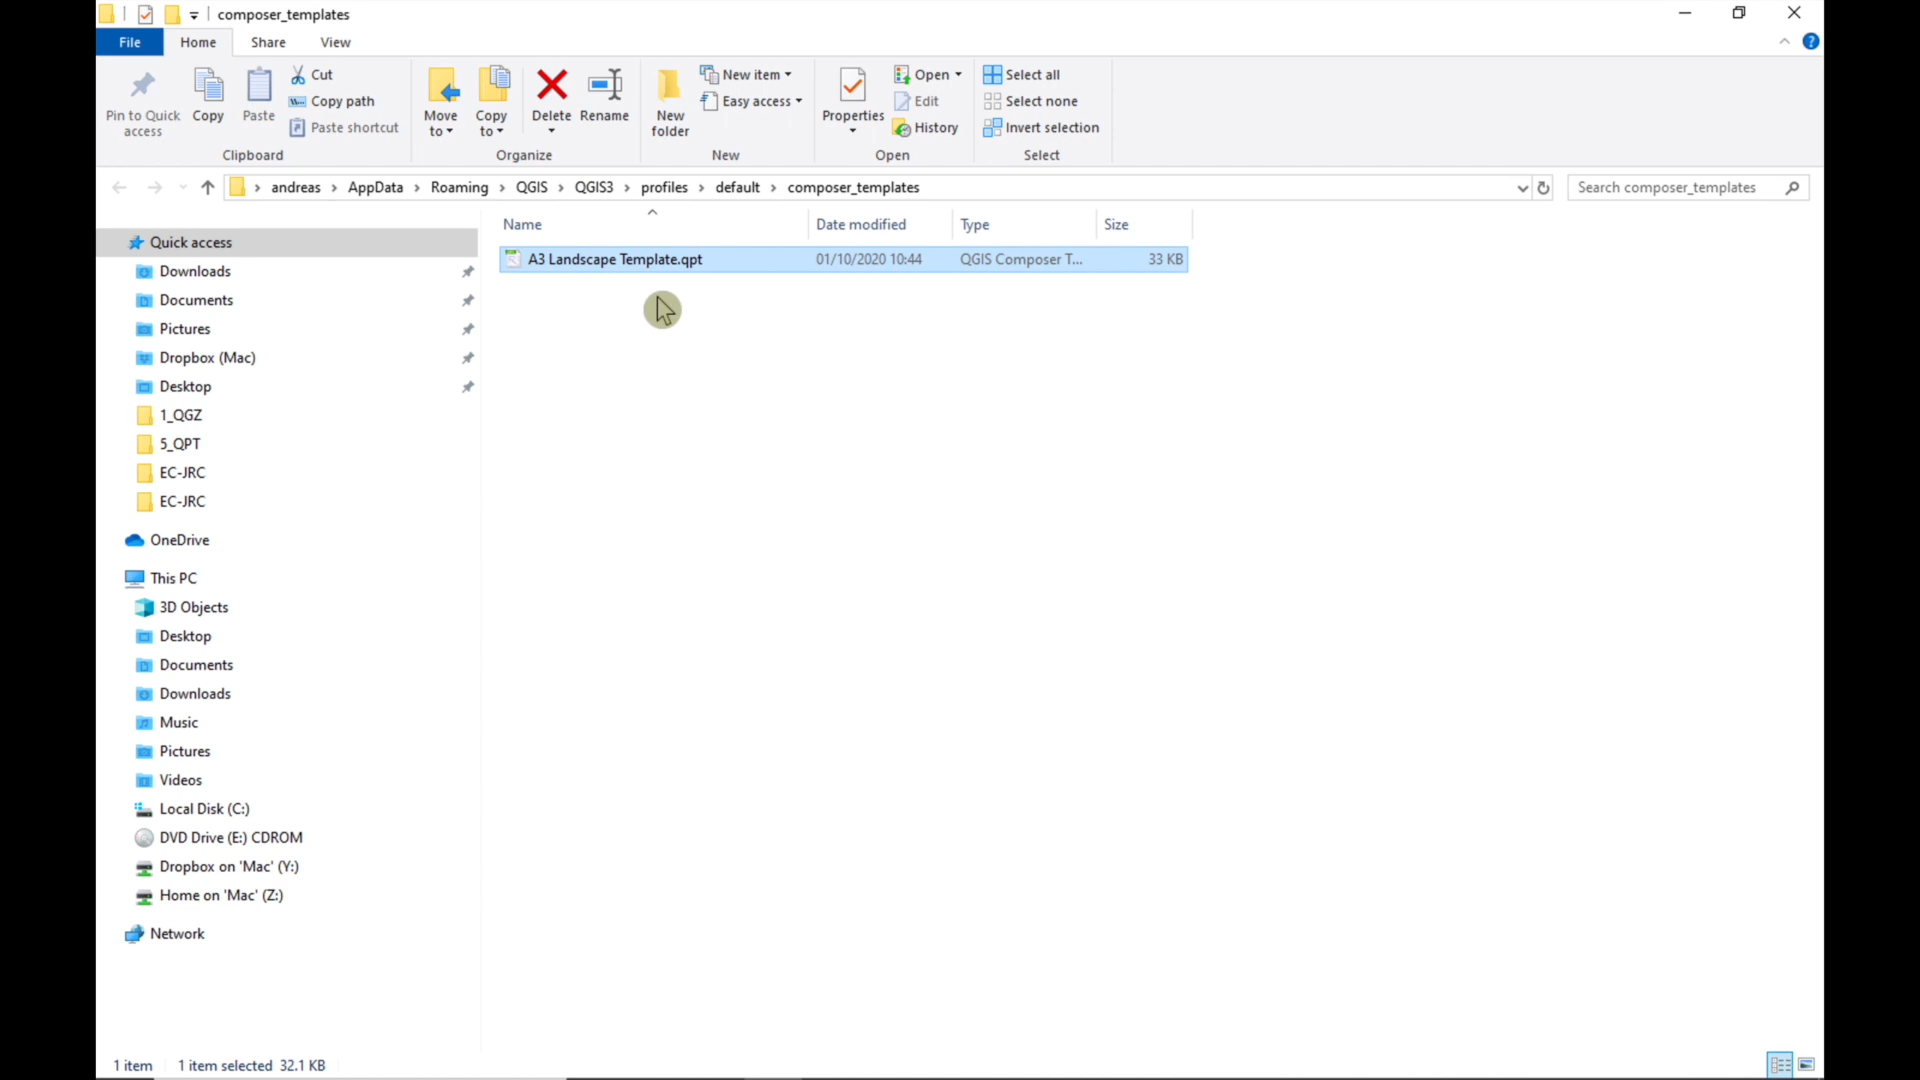 composer_templates
File Home Share View
Pin to Quick access
Copy
Paste
Cut
Copy path
Paste shortcut
Clipboard
Move to
Copy to
Delete
Rename
Organize
New folder
New item
Easy access
New
Properties
Open
Edit
History
Open
Select all
Select none
Invert selection
Select
andreas > AppData > Roaming > QGIS > QGIS3 > profiles > default > composer_templates
Search composer_templates
Name Date modified Type Size
A3 Landscape Template.qpt 01/10/2020 10:44 QGIS Composer T... 33 KB
Quick access
Downloads
Documents
Pictures
Dropbox (Mac)
Desktop
1_QGZ
5_QPT
EC-JRC
EC-JRC
OneDrive
This PC
3D Objects
Desktop
Documents
Downloads
Music
Pictures
Videos
Local Disk (C:)
DVD Drive (E:) CDROM
Dropbox on 'Mac' (Y:)
Home on 'Mac' (Z:)
Network
1 item 1 item selected 32.1 KB